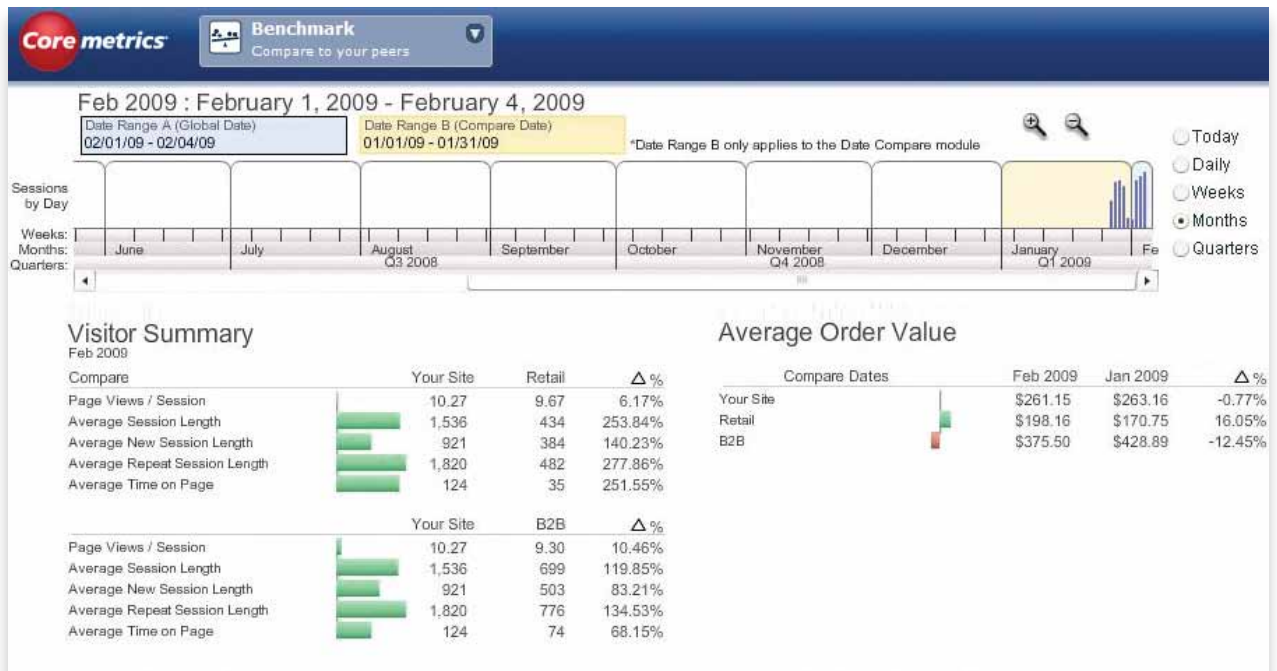 Coremetrics
Benchmark
Compare to your peers
Feb 2009 : February 1, 2009 - February 4, 2009
Date Range A (Global Date)
02/01/09 - 02/04/09
Date Range B (Compare Date)
01/01/09 - 01/31/09
*Date Range B only applies to the Date Compare module
Today
Daily
Weeks
Months
Quarters
Sessions
by Day
Weeks:
Months: June July August September October November December January Fe
Quarters: Q3 2008 Q4 2008 Q1 2009
Visitor Summary
Feb 2009
Compare Your Site Retail Δ %
Page Views / Session 10.27 9.67 6.17%
Average Session Length 1,536 434 253.84%
Average New Session Length 921 384 140.23%
Average Repeat Session Length 1,820 482 277.86%
Average Time on Page 124 35 251.55%
Your Site B2B Δ %
Page Views / Session 10.27 9.30 10.46%
Average Session Length 1,536 699 119.85%
Average New Session Length 921 503 83.21%
Average Repeat Session Length 1,820 776 134.53%
Average Time on Page 124 74 68.15%
Average Order Value
Compare Dates Feb 2009 Jan 2009 Δ %
Your Site $261.15 $263.16 -0.77%
Retail $198.16 $170.75 16.05%
B2B $375.50 $428.89 -12.45%